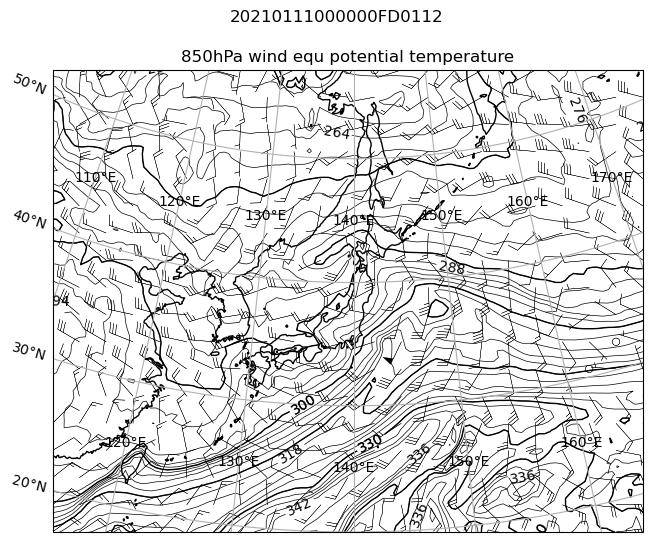 20210111000000FD0112
850hPa wind equ potential temperature
50°N
264
276
110°E
170°E
120°E
160°E
130°E
150°E
140°E
40°N
288
94
30°N
300
330
318
336
120°E
160°E
130°E
150°E
140°E
336
20°N
342
336